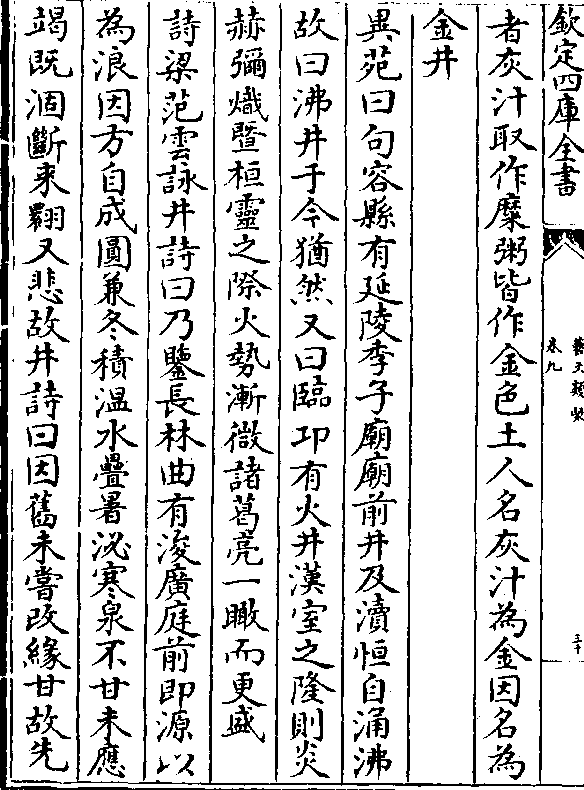 欽定四庫全書
藝文類聚
卷九
三十
者灰汁取作糜粥皆作金色土人名灰汁為金因名為
金井
異苑曰句容縣有延陵季子廟廟前井及瀆恒自涌沸
故曰沸井于今猶然又曰臨邛有火井漢室之隆則炎
赫彌熾暨桓靈之際火勢漸微諸葛亮一瞰而更盛
詩梁范雲詠井詩曰乃鑒長林曲有浚廣庭前即源以
為浪因方自成圓兼冬積温水疊暑泌寒泉不甘未應
竭既涸斷來翾又悲故井詩曰因舊未嘗改緣甘故先